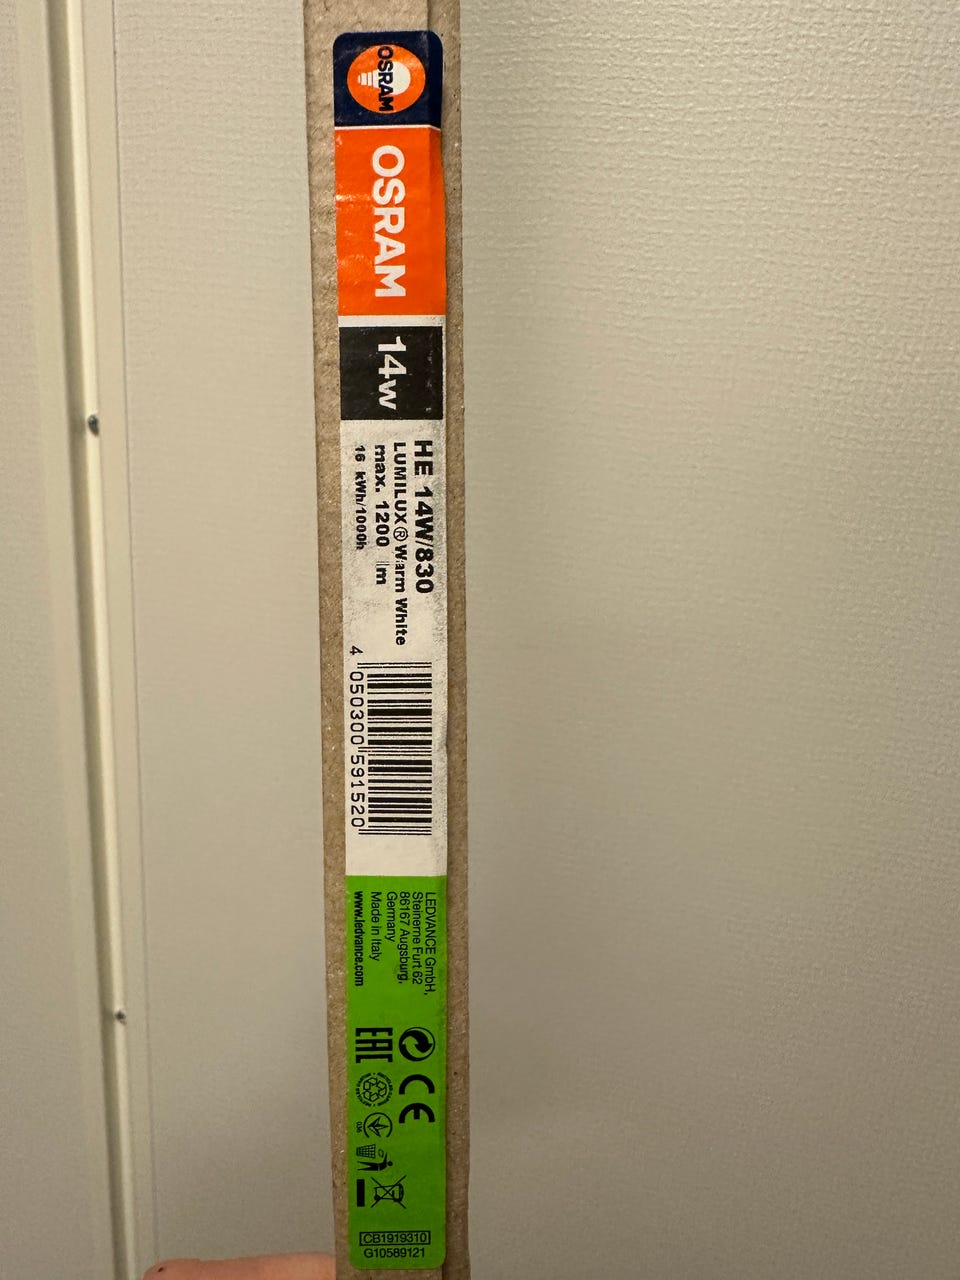 OSRAM
OSRAM
14W
HE 14W/830
LUMILUX® Warm White
max. 1200 lm
16 kWh/1000h
4 050300 591520
LEDVANCE GmbH,
Steinerne Furt 62
86167 Augsburg,
Germany
Made in Italy
www.ledvance.com
CE
EAC
036
CB1919310
G10589121